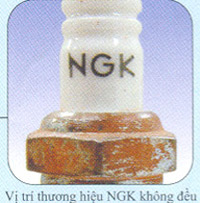 NGK
Vị trí thương hiệu NGK không đều